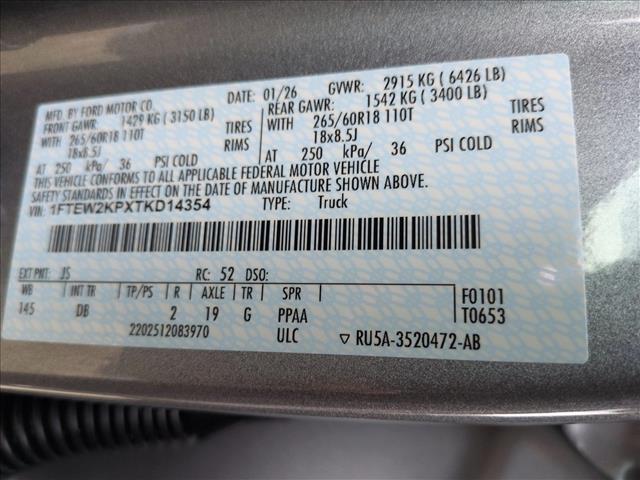 MFD. BY FORD MOTOR CO. DATE: 01/26 GVWR: 2915 KG ( 6426 LB)
FRONT GAWR: 1429 KG ( 3150 LB) REAR GAWR: 1542 KG ( 3400 LB)
WITH 265/60R18 110T TIRES WITH 265/60R18 110T TIRES
18x8.5J RIMS 18x8.5J RIMS
AT 250 kPa/ 36 PSI COLD AT 250 kPa/ 36 PSI COLD
THIS VEHICLE CONFORMS TO ALL APPLICABLE FEDERAL MOTOR VEHICLE
SAFETY STANDARDS IN EFFECT ON THE DATE OF MANUFACTURE SHOWN ABOVE.
VIN: 1FTEW2KPXTKD14354 TYPE: Truck
EXT PNT: JS RC: 52 DSO:
WB INT TR TP/PS R AXLE TR SPR F0101
145 DB 2 19 G PPAA T0653
2202512083970 ULC ▽ RU5A-3520472-AB